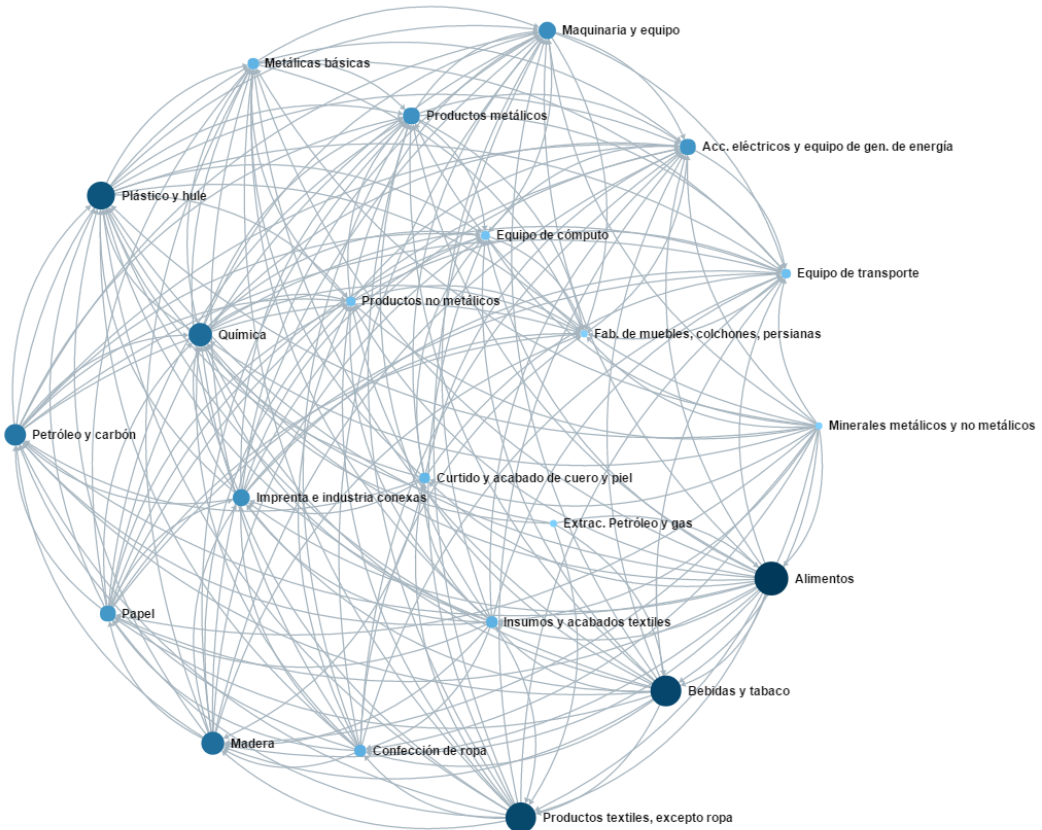 Maquinaria y equipo
Metálicas básicas
Productos metálicos
Acc. eléctricos y equipo de gen. de energía
Plástico y hule
Equipo de cómputo
Equipo de transporte
Productos no metálicos
Química
Fab. de muebles, colchones, persianas
Minerales metálicos y no metálicos
Petróleo y carbón
Curtido y acabado de cuero y piel
Imprenta e industria conexas
Extrac. Petróleo y gas
Alimentos
Papel
Insumos y acabados textiles
Bebidas y tabaco
Madera
Confección de ropa
Productos textiles, excepto ropa